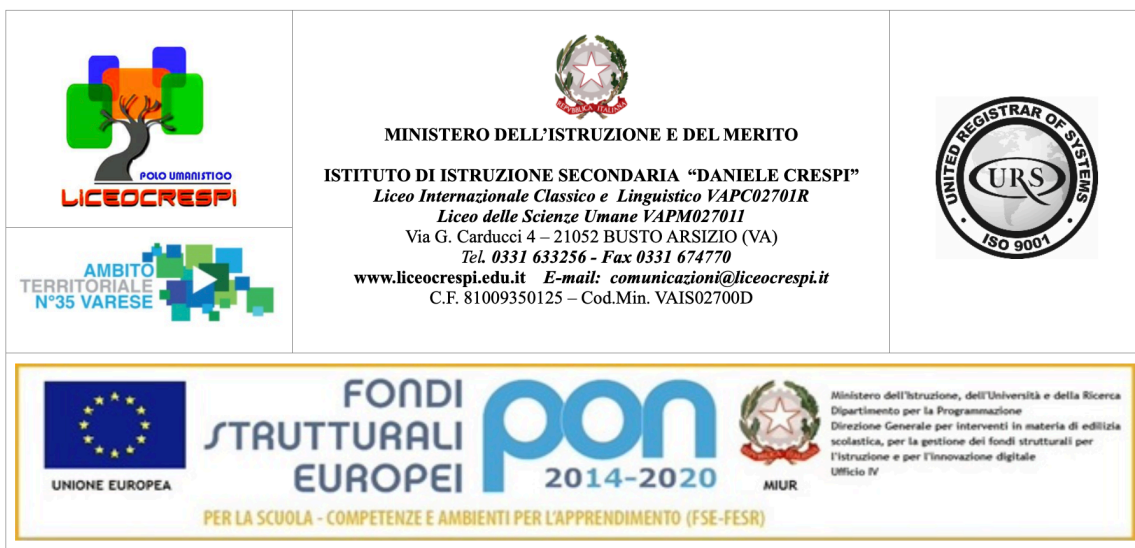 POLO UMANISTICO
LICEOCRESPI
AMBITO
TERRITORIALE
N°35 VARESE
REPVBBLICA ITALIANA
MINISTERO DELL’ISTRUZIONE E DEL MERITO
ISTITUTO DI ISTRUZIONE SECONDARIA “DANIELE CRESPI”
Liceo Internazionale Classico e Linguistico VAPC02701R
Liceo delle Scienze Umane VAPM027011
Via G. Carducci 4 – 21052 BUSTO ARSIZIO (VA)
Tel. 0331 633256 - Fax 0331 674770
www.liceocrespi.edu.it E-mail: comunicazioni@liceocrespi.it
C.F. 81009350125 – Cod.Min. VAIS02700D
UNITED REGISTRAR OF SYSTEMS
URS
ISO 9001
UNIONE EUROPEA
FONDI
STRUTTURALI
EUROPEI
pon
2014-2020
REPVBBLICA ITALIANA
MIUR
Ministero dell'Istruzione, dell'Università e della Ricerca
Dipartimento per la Programmazione
Direzione Generale per interventi in materia di edilizia
scolastica, per la gestione dei fondi strutturali per
l'istruzione e per l'innovazione digitale
Ufficio IV
PER LA SCUOLA - COMPETENZE E AMBIENTI PER L'APPRENDIMENTO (FSE-FESR)